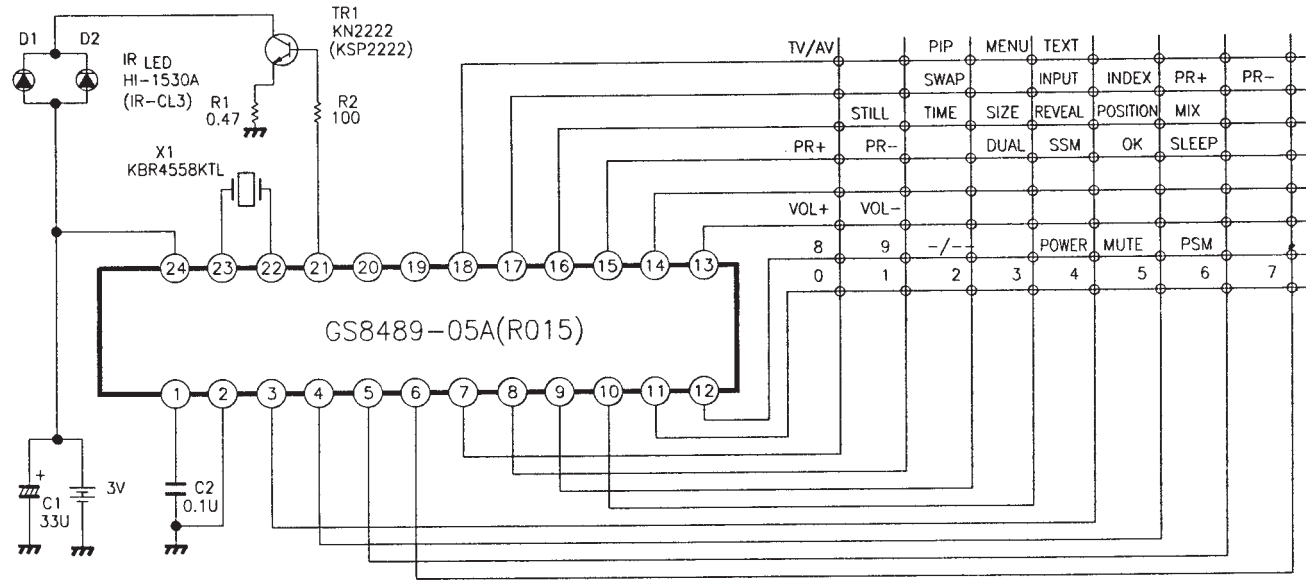 TR1
KN2222
(KSP2222)
D1
D2
IR LED
HI-1530A
(IR-CL3)
R1
0.47
R2
100
X1
KBR4558KTL
TV/AV PIP MENU TEXT
SWAP INPUT INDEX PR+ PR-
STILL TIME SIZE REVEAL POSITION MIX
PR+ PR- DUAL SSM OK SLEEP
VOL+ VOL-
8 9 -/-- POWER MUTE PSM
0 1 2 3 4 5 6 7
24 23 22 21 20 19 18 17 16 15 14 13
GS8489-05A(R015)
1 2 3 4 5 6 7 8 9 10 11 12
+
C1
33U
3V
C2
0.1U